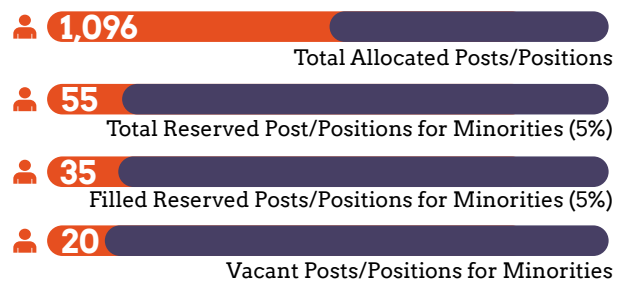 1,096
Total Allocated Posts/Positions
55
Total Reserved Post/Positions for Minorities (5%)
35
Filled Reserved Posts/Positions for Minorities (5%)
20
Vacant Posts/Positions for Minorities